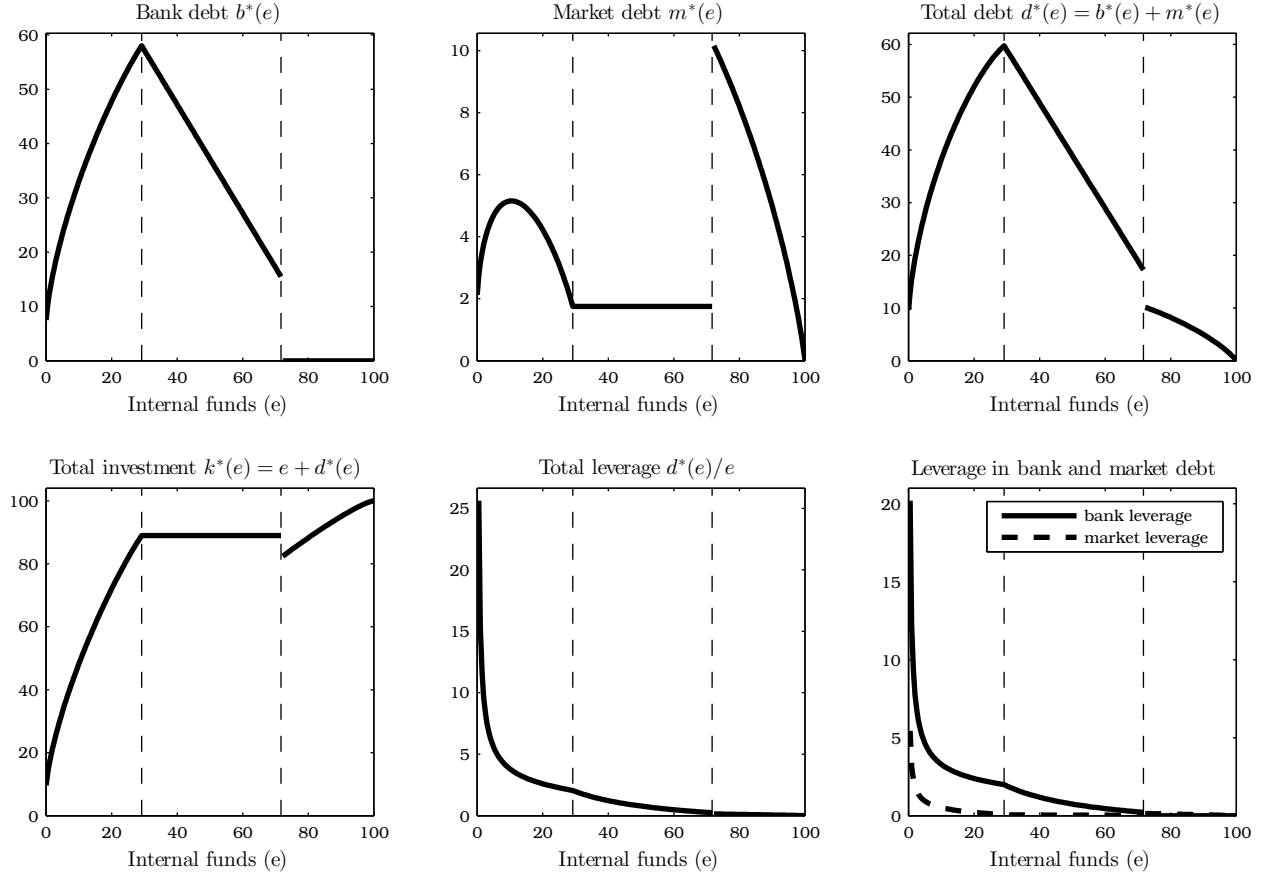 Bank debt b*(e)
60
50
40
30
20
10
0
0 20 40 60 80 100
Internal funds (e)
Market debt m*(e)
10
8
6
4
2
0
0 20 40 60 80 100
Internal funds (e)
Total debt d*(e) = b*(e) + m*(e)
60
50
40
30
20
10
0
0 20 40 60 80 100
Internal funds (e)
Total investment k*(e) = e + d*(e)
100
80
60
40
20
0
0 20 40 60 80 100
Internal funds (e)
Total leverage d*(e)/e
25
20
15
10
5
0
0 20 40 60 80 100
Internal funds (e)
Leverage in bank and market debt
20
15
10
5
0
bank leverage
market leverage
0 20 40 60 80 100
Internal funds (e)